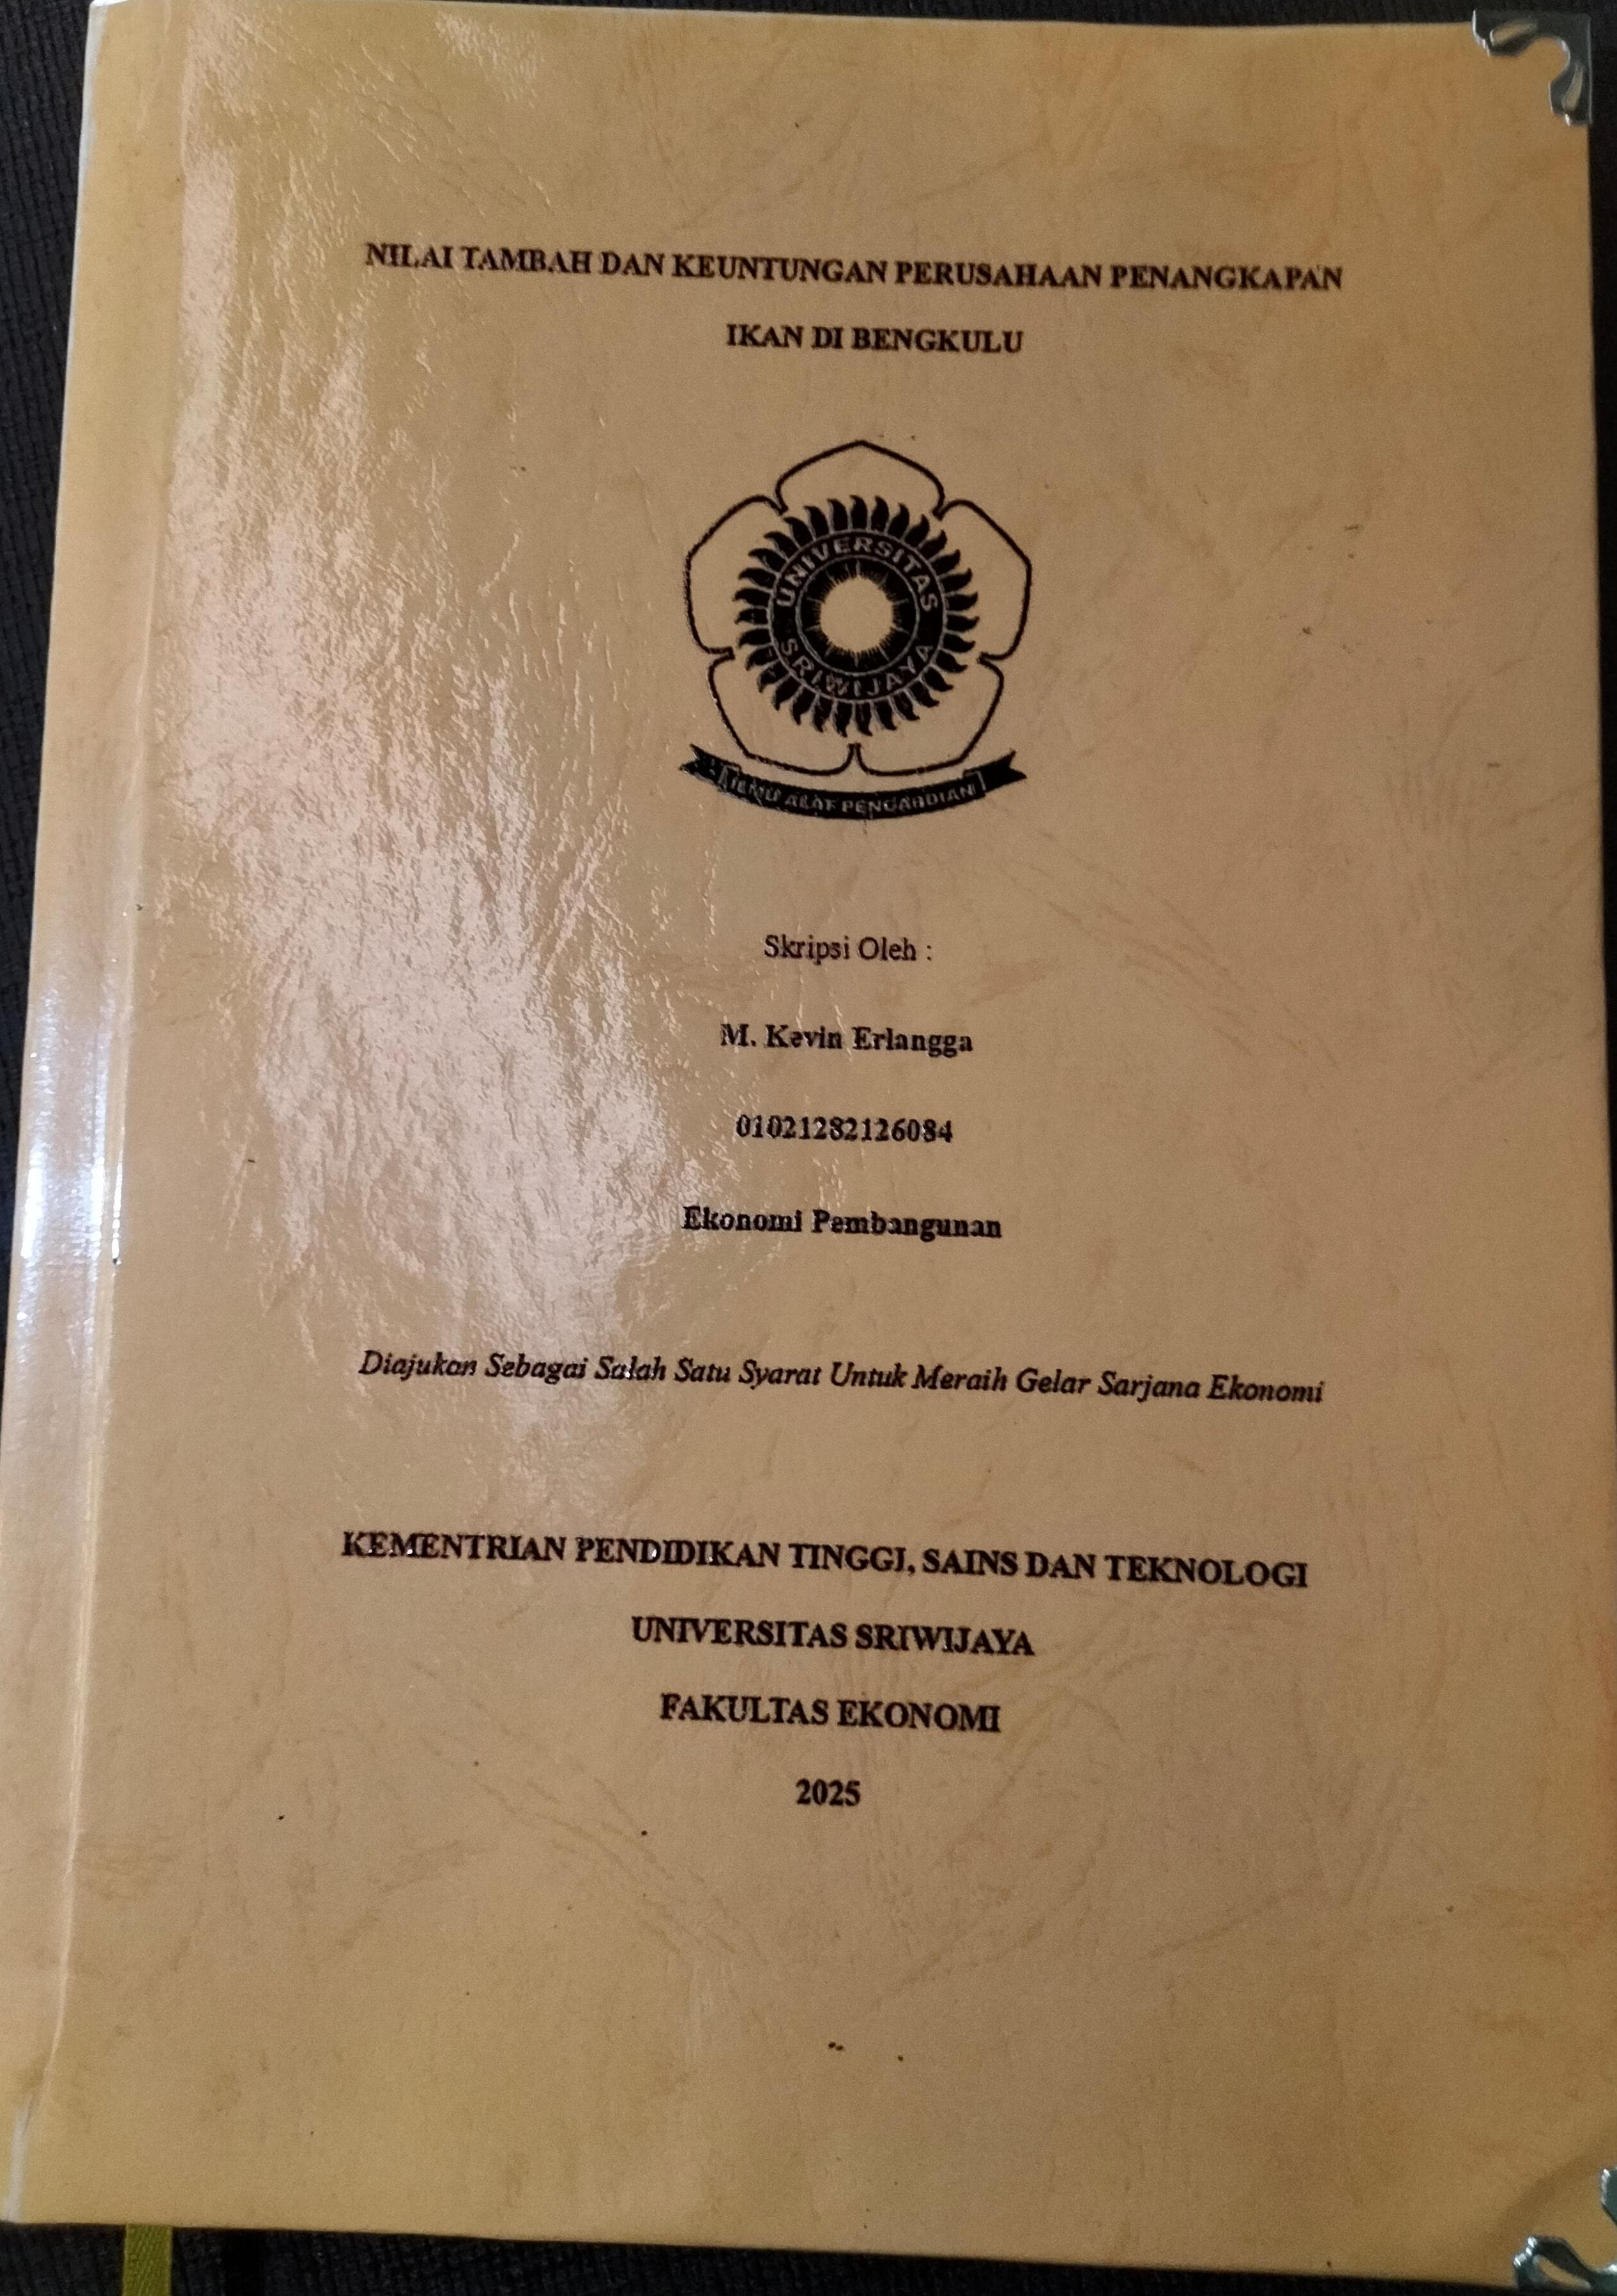 NILAI TAMBAH DAN KEUNTUNGAN PERUSAHAAN PENANGKAPAN
IKAN DI BENGKULU
UNIVERSITAS
SRIWIJAYA
ILMU ALAT PENGABDIAN
Skripsi Oleh :
M. Kevin Erlangga
01021282126084
Ekonomi Pembangunan
Diajukan Sebagai Salah Satu Syarat Untuk Meraih Gelar Sarjana Ekonomi
KEMENTRIAN PENDIDIKAN TINGGI, SAINS DAN TEKNOLOGI
UNIVERSITAS SRIWIJAYA
FAKULTAS EKONOMI
2025